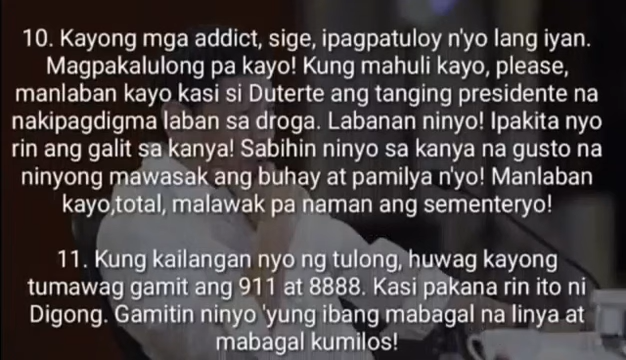 10. Kayong mga addict, sige, ipagpatuloy n'yo lang iyan.
Magpakalulong pa kayo! Kung mahuli kayo, please,
manlaban kayo kasi si Duterte ang tanging presidente na
nakipagdigma laban sa droga. Labanan ninyo! Ipakita nyo
rin ang galit sa kanya! Sabihin ninyo sa kanya na gusto na
ninyong mawasak ang buhay at pamilya n'yo! Manlaban
kayo,total, malawak pa naman ang sementeryo!
11. Kung kailangan nyo ng tulong, huwag kayong
tumawag gamit ang 911 at 8888. Kasi pakana rin ito ni
Digong. Gamitin ninyo 'yung ibang mabagal na linya at
mabagal kumilos!